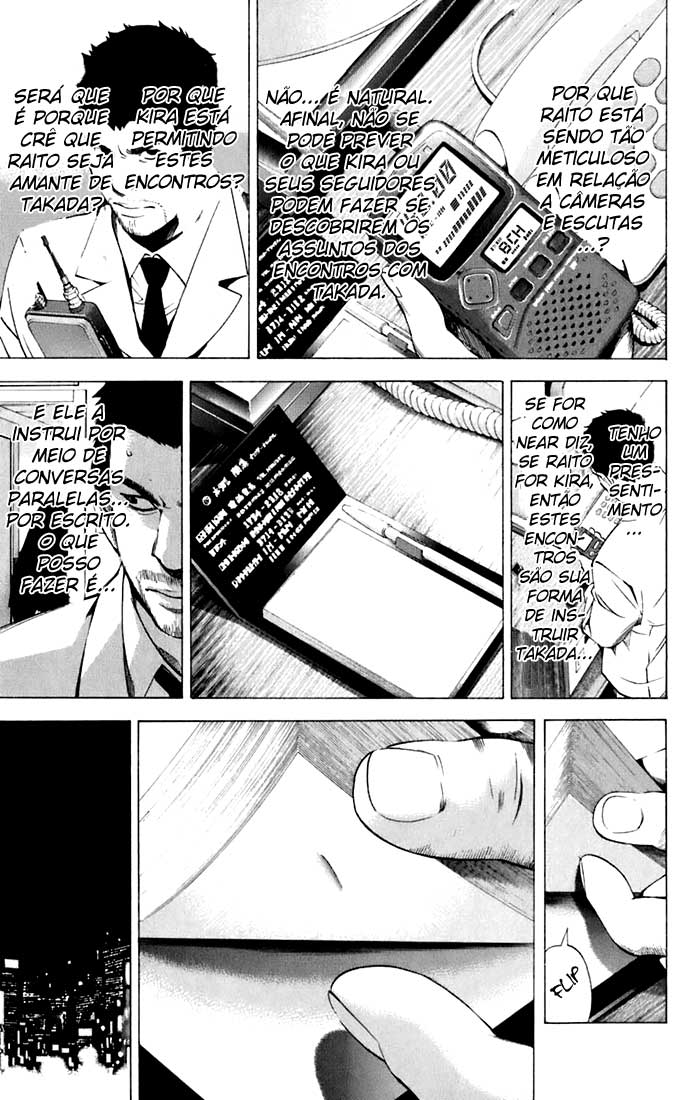 POR QUE
RAITO ESTÁ
SENDO TÃO
METICULOSO
EM RELAÇÃO
A CÂMERAS
E ESCUTAS
...?
NÃO... É NATURAL.
AFINAL, NÃO SE
PODE PREVER
O QUE KIRA OU
SEUS SEGUIDORES
PODEM FAZER SE
DESCOBRIREM OS
ASSUNTOS DOS
ENCONTROS COM
TAKADA.
8CH
POR QUE
KIRA ESTÁ
PERMITINDO
ESTES
ENCONTROS?
SERÁ QUE
É PORQUE
CRÊ QUE
RAITO SEJA
AMANTE DE
TAKADA?
TENHO
UM
PRES-
SENTI-
MENTO
...
SE FOR
COMO
NEAR DIZ,
SE RAITO
FOR KIRA,
ENTÃO
ESTES
ENCON-
TROS
SÃO SUA
FORMA
DE INS-
TRUIR
TAKADA...
E ELE A
INSTRUI POR
MEIO DE
CONVERSAS
PARALELAS...
POR ESCRITO.
O QUE
POSSO
FAZER É...
FLIP